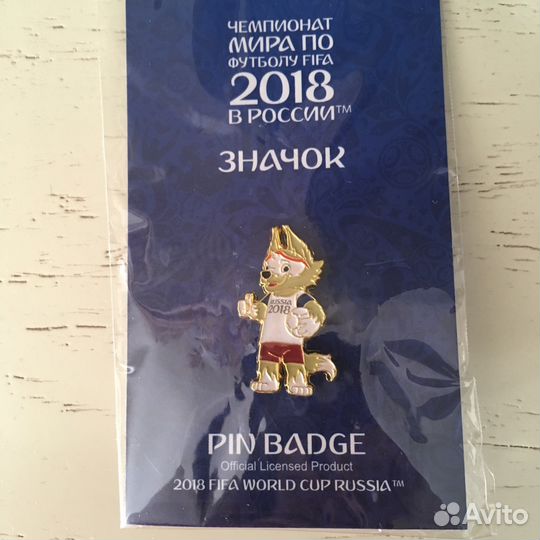 ЧЕМПИОНАТ
МИРА ПО
ФУТБОЛУ FIFA
2018
В РОССИИ™
ЗНАЧОК
RUSSIA
2018
PIN BADGE
Official Licensed Product
2018 FIFA WORLD CUP RUSSIA™
Avito